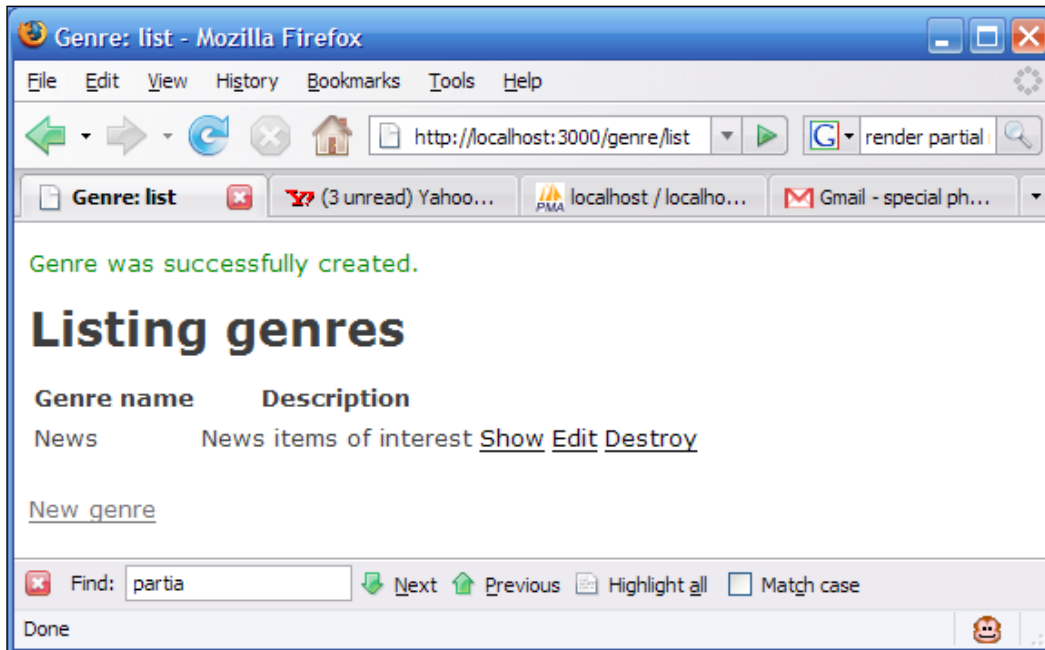 Genre: list - Mozilla Firefox
File Edit View History Bookmarks Tools Help
http://localhost:3000/genre/list G render partial
Genre: list (3 unread) Yahoo... PMA localhost / localho... Gmail - special ph...
Genre was successfully created.
Listing genres
Genre name Description
News News items of interest Show Edit Destroy
New genre
Find: partia Next Previous Highlight all Match case
Done